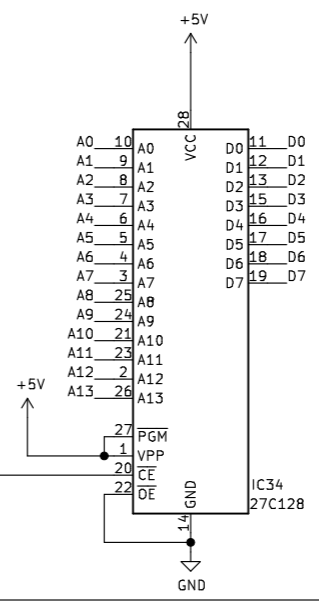 +5V
28
VCC
A0 10 A0 D0 11 D0
A1 9 A1 D1 12 D1
A2 8 A2 D2 13 D2
A3 7 A3 D3 15 D3
A4 6 A4 D4 16 D4
A5 5 A5 D5 17 D5
A6 4 A6 D6 18 D6
A7 3 A7 D7 19 D7
A8 25 A8
A9 24 A9
A10 21 A10
A11 23 A11
A12 2 A12
A13 26 A13
+5V
27 PGM
1 VPP
20 CE
22 OE
GND
14
IC34
27C128
GND